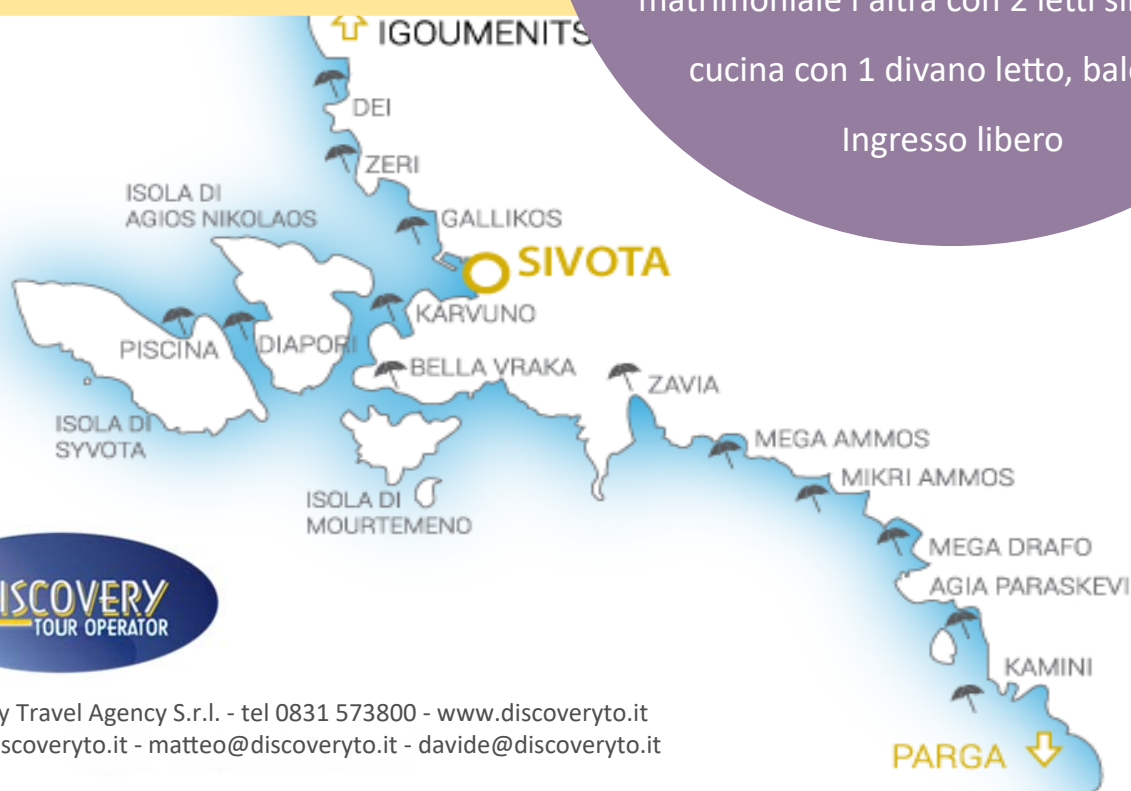 matrimoniale l'altra con 2 letti
cucina con 1 divano letto,
Ingresso libero
IGOUMENITS
DEI
ZERI
ISOLA DI
AGIOS NIKOLAOS
GALLIKOS
SIVOTA
KARVUNO
PISCINA
DIAPORI
BELLA VRAKA
ZAVIA
ISOLA DI
SYVOTA
MEGA AMMOS
MIKRI AMMOS
ISOLA DI
MOURTEMENO
MEGA DRAFO
AGIA PARASKEVI
ISCOVERY
TOUR OPERATOR
KAMINI
y Travel Agency S.r.l. - tel 0831 573800 - www.discoveryto.it
scoveryto.it - matteo@discoveryto.it - davide@discoveryto.it
PARGA